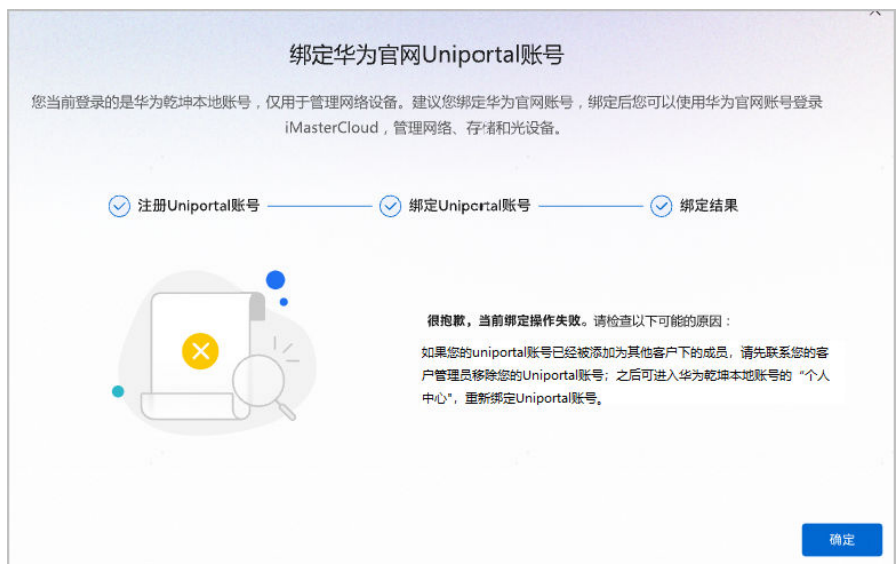 绑定华为官网Uniportal账号
您当前登录的是华为乾坤本地账号，仅用于管理网络设备。建议您绑定华为官网账号，绑定后您可以使用华为官网账号登录
iMasterCloud，管理网络、存储和光设备。
注册Uniportal账号
绑定Uniportal账号
绑定结果
很抱歉，当前绑定操作失败。请检查以下可能的原因：
如果您的uniportal账号已经被添加为其他客户下的成员，请先联系您的客
户管理员移除您的Uniportal账号；之后可进入华为乾坤本地账号的“个人
中心"，重新绑定Uniportal账号。
确定